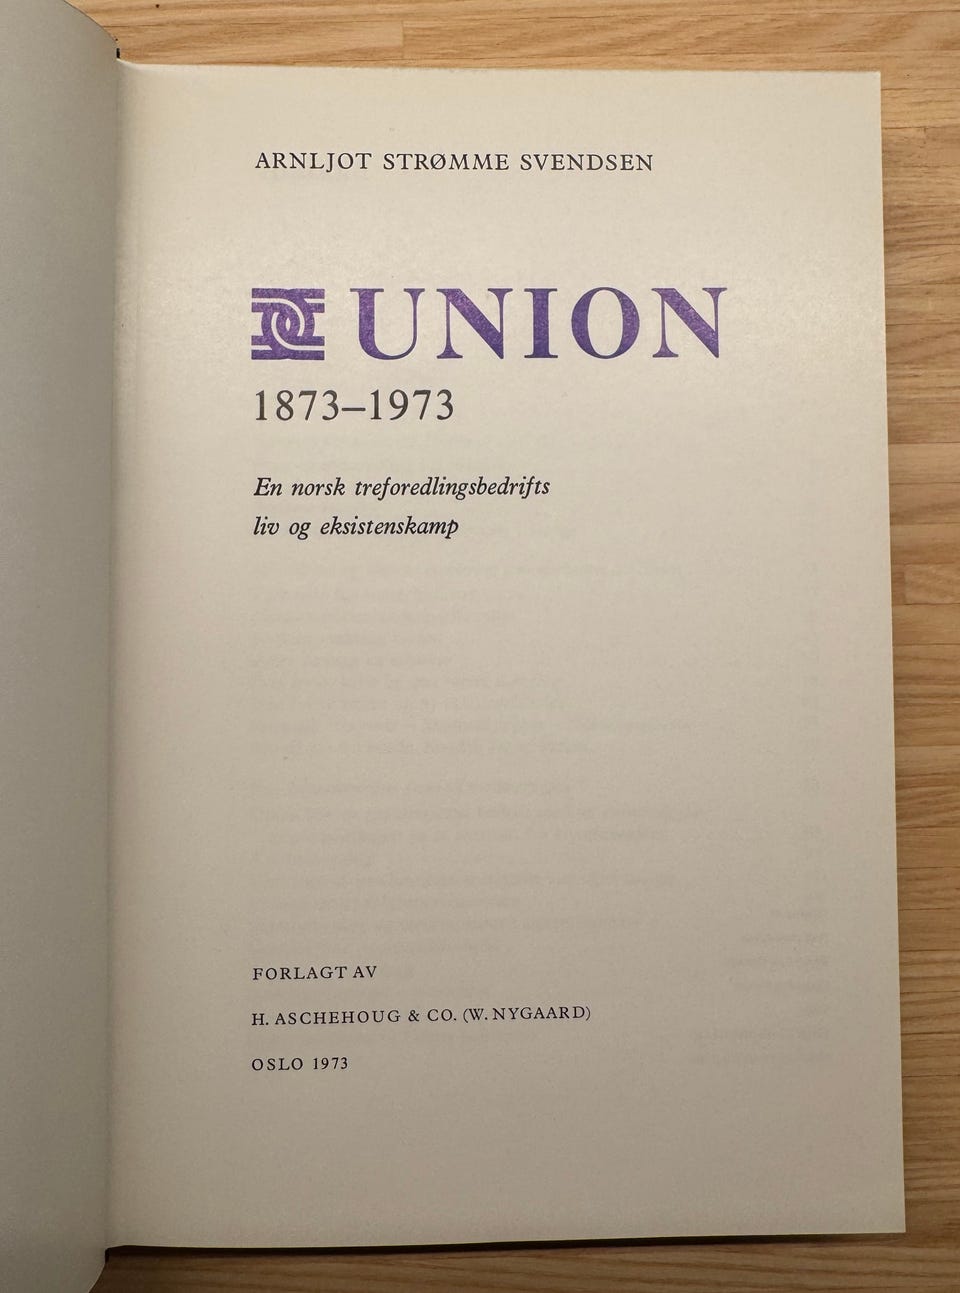 ARNLJOT STRØMME SVENDSEN
UNION
1873–1973
En norsk treforedlingsbedrifts
liv og eksistenskamp
FORLAGT AV
H. ASCHEHOUG & CO. (W. NYGAARD)
OSLO 1973